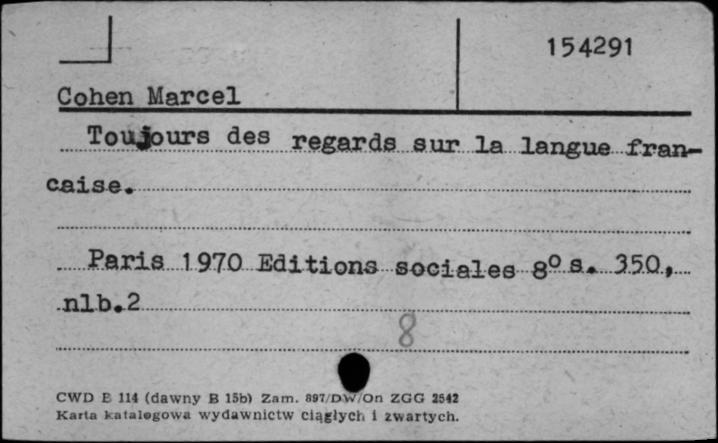 154291
Cohen Marcel
Toujours des regards sur la langue fran-
caise.
Paris 1970 Editions sociales 8º s. 350,
nlb.2
8
CWD B 114 (dawny B 15b) Zam. 897/DW/On ZGG 2542
Karta katalogowa wydawnictw ciągłych i zwartych.